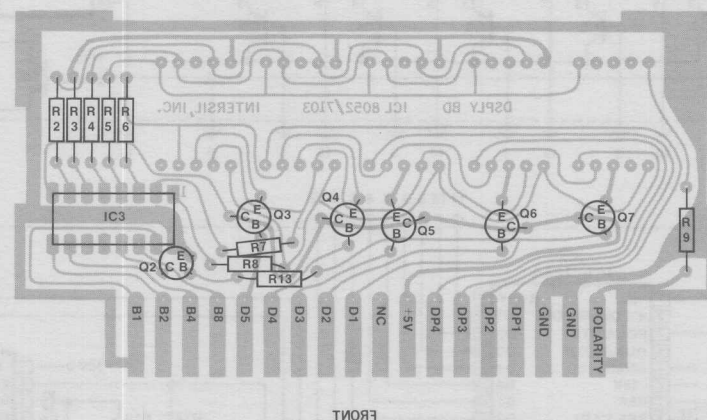 DSPLY BD ICL 8052/7103 INTERSIL, INC.
R2
R3
R4
R5
R6
1
IC3
Q2 E C B
Q3 E C B
Q4 E C B
Q5 E C B
Q6 E C B
Q7 E C B
R7
R8
R13
R9
B1
B2
B4
B8
D5
D4
D3
D2
D1
NC
+5V
DP4
DP3
DP2
DP1
GND
GND
POLARITY
FRONT